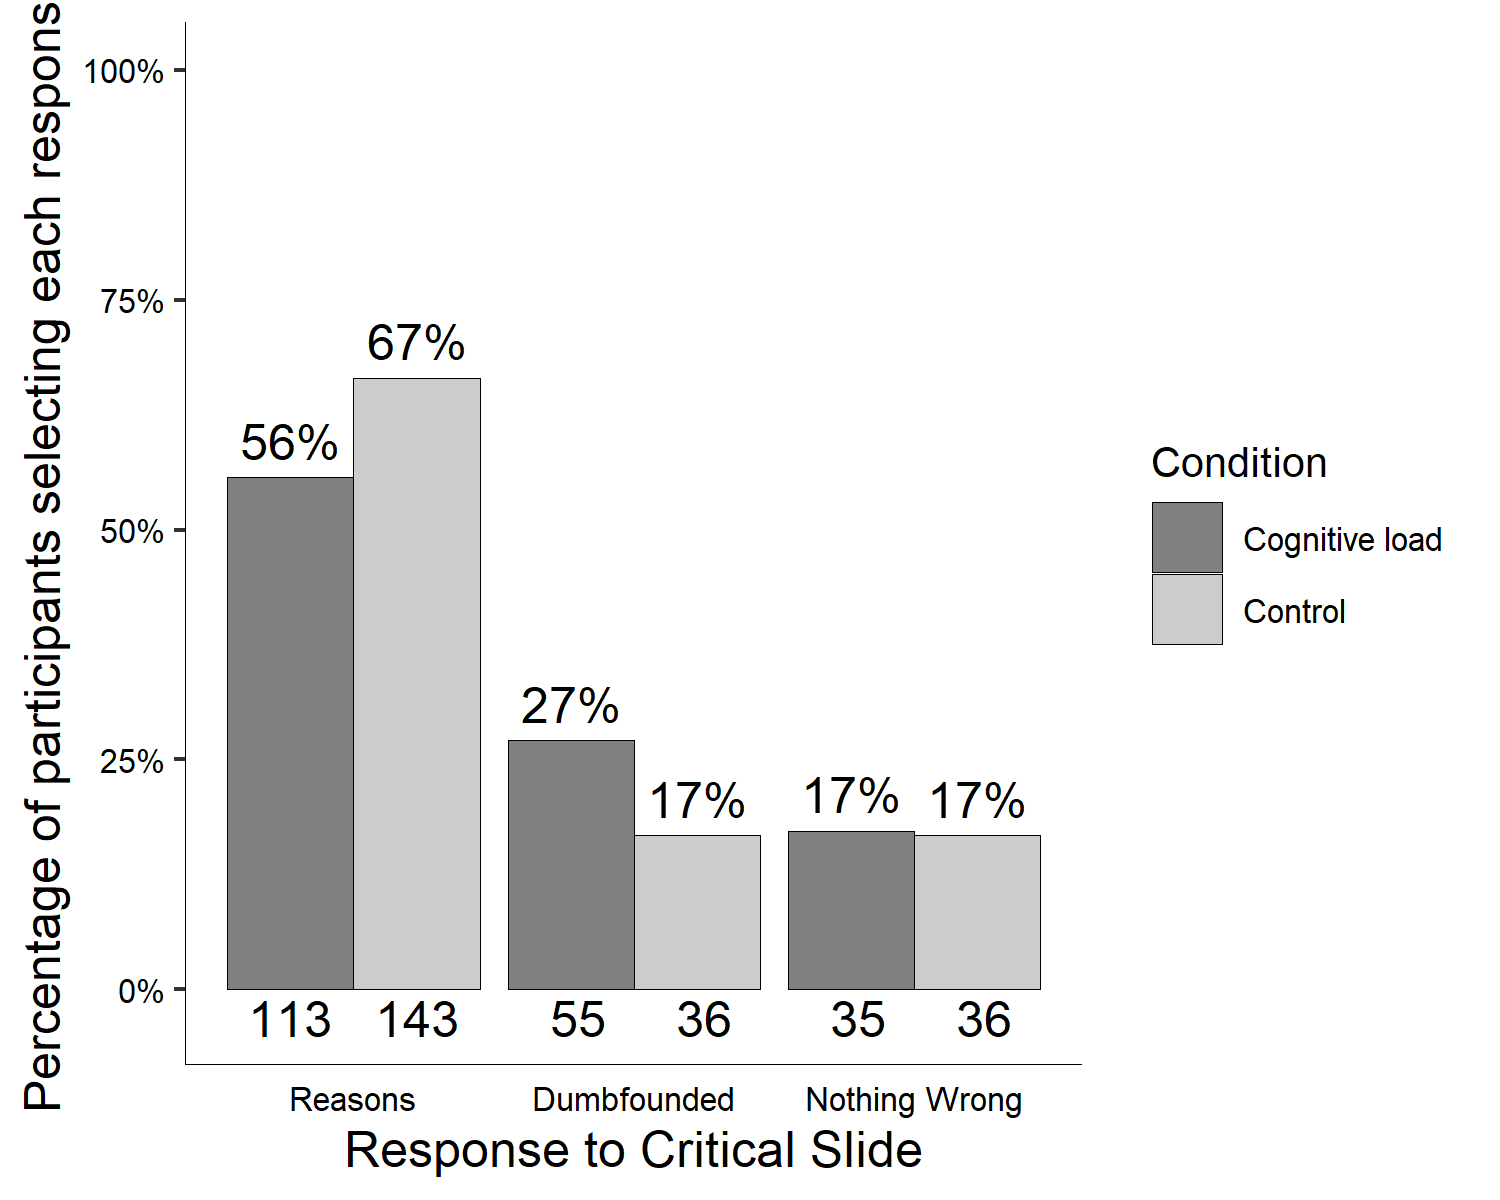 Percentage of participants selecting each respons
100%
75%
50%
25%
0%
56%
67%
27%
17%
17%
17%
113
143
55
36
35
36
Reasons
Dumbfounded
Nothing Wrong
Response to Critical Slide
Condition
Cognitive load
Control